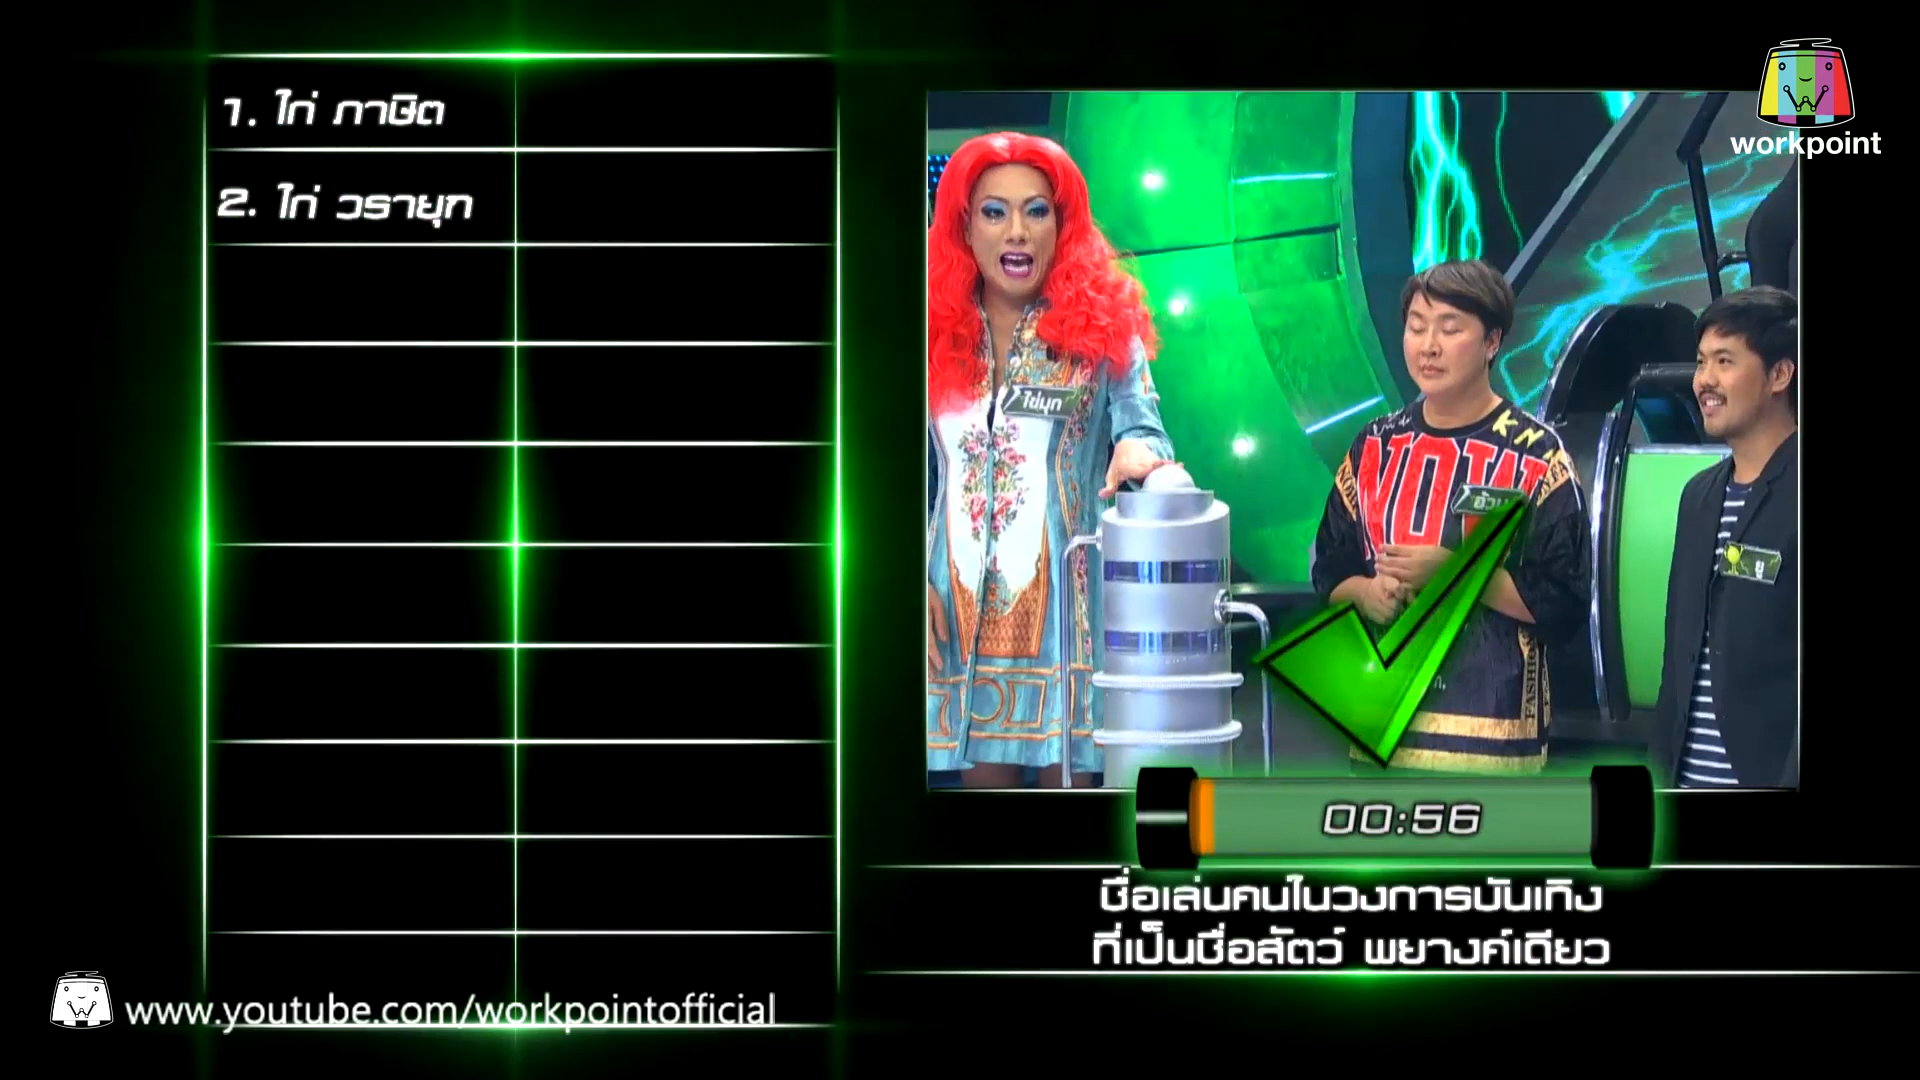 1. ไก่ ภาษิต
2. ไก่ วรายุท
workpoint
ไข่มุก
NOW
00:56
ชื่อเล่นคนในวงการบันเทิง
ที่เป็นชื่อสัตว์ พยางค์เดียว
www.youtube.com/workpointofficial